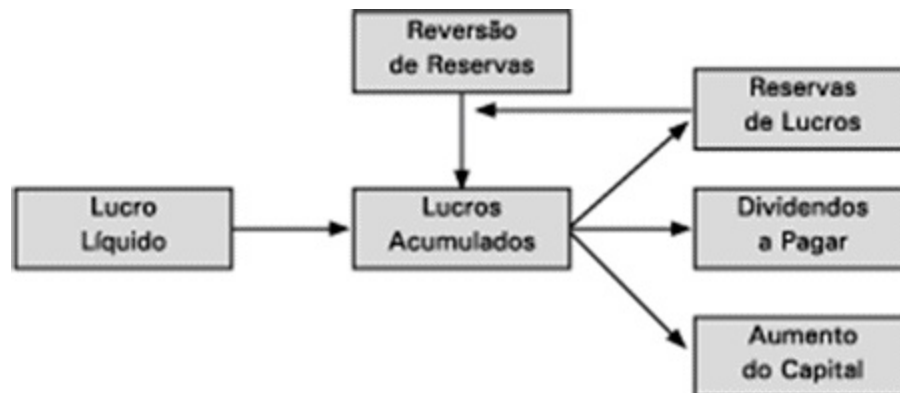 Reversão
de Reservas
Reservas
de Lucros
Lucro
Líquido
Lucros
Acumulados
Dividendos
a Pagar
Aumento
do Capital